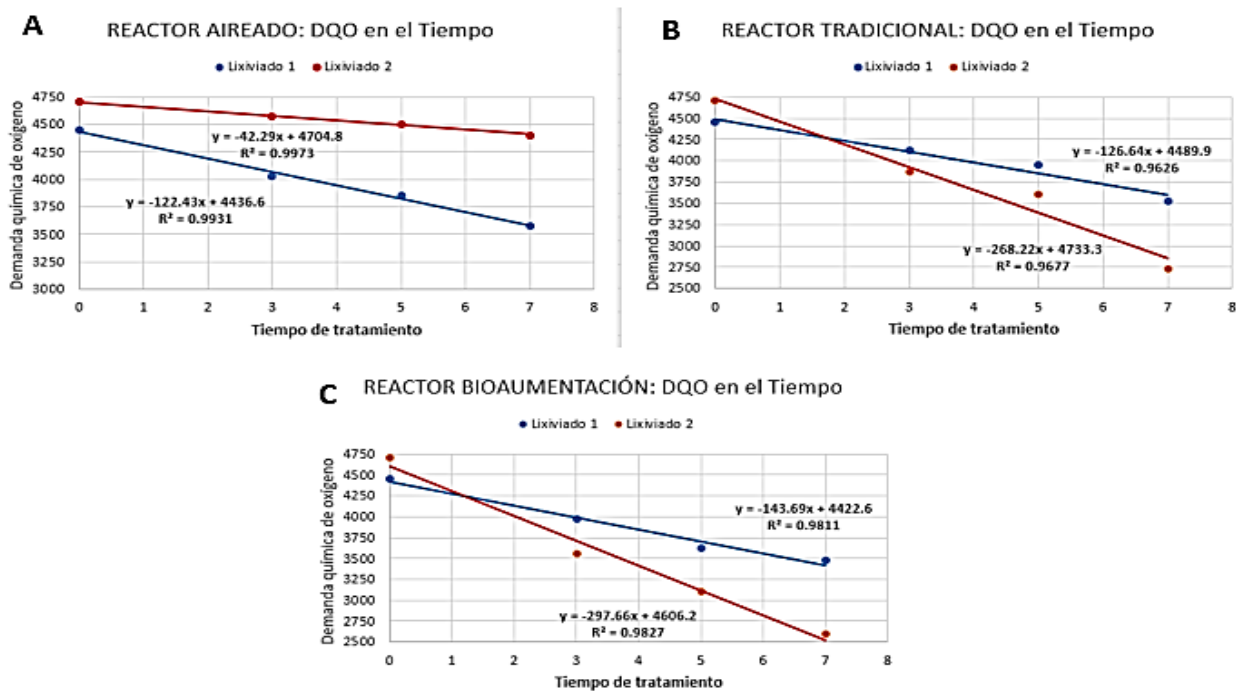 A
REACTOR AIREADO: DQO en el Tiempo
Lixiviado 1 Lixiviado 2
Demanda química de oxígeno
4750
4500
4250
4000
3750
3500
3250
3000
y = -42.29x + 4704.8
R² = 0.9973
y = -122.43x + 4436.6
R² = 0.9931
0 1 2 3 4 5 6 7 8
Tiempo de tratamiento
B
REACTOR TRADICIONAL: DQO en el Tiempo
Lixiviado 1 Lixiviado 2
Demanda química de oxígeno
4750
4500
4250
4000
3750
3500
3250
3000
2750
2500
y = -126.64x + 4489.9
R² = 0.9626
y = -268.22x + 4733.3
R² = 0.9677
0 1 2 3 4 5 6 7 8
Tiempo de tratamiento
C
REACTOR BIOAUMENTACIÓN: DQO en el Tiempo
Lixiviado 1 Lixiviado 2
Demanda química de oxígeno
4750
4500
4250
4000
3750
3500
3250
3000
2750
2500
y = -143.69x + 4422.6
R² = 0.9811
y = -297.66x + 4606.2
R² = 0.9827
0 1 2 3 4 5 6 7 8
Tiempo de tratamiento